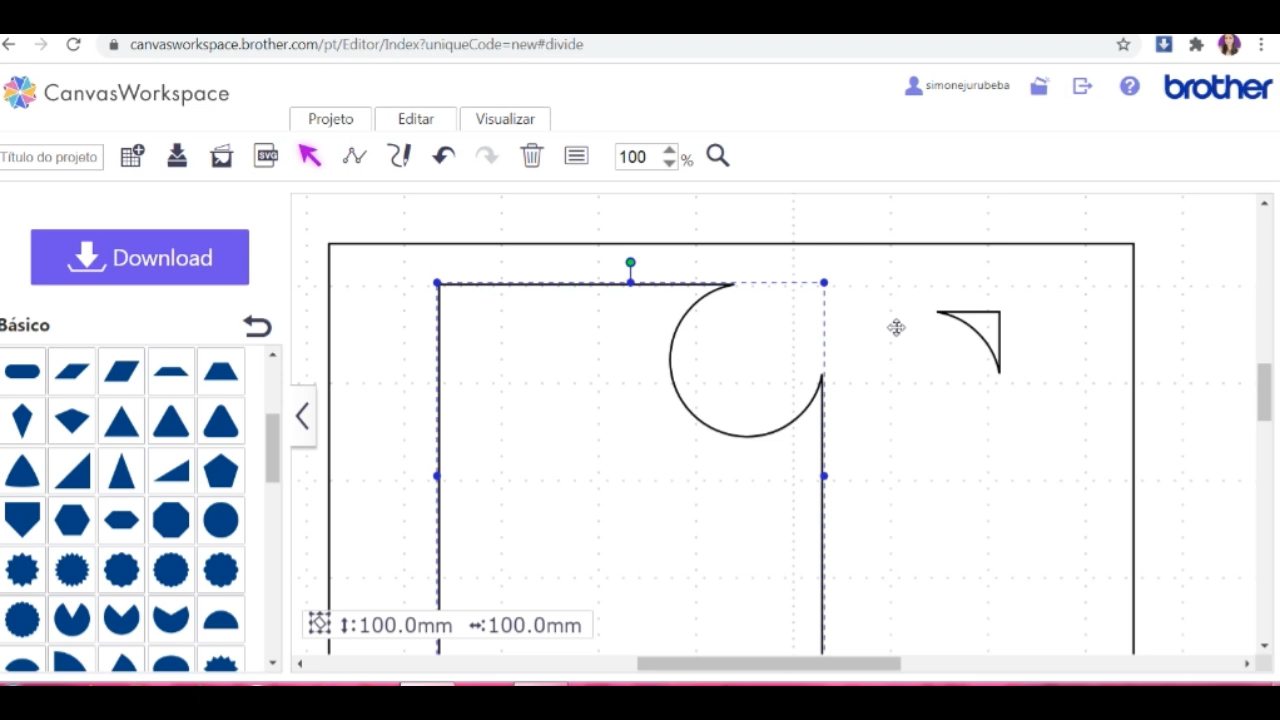 canvasworkspace.brother.com/pt/Editor/Index?uniqueCode=new#divide
CanvasWorkspace
simonejurubeba
brother
Projeto Editar Visualizar
Título do projeto
SVG
100 %
Download
Básico
100.0mm 100.0mm